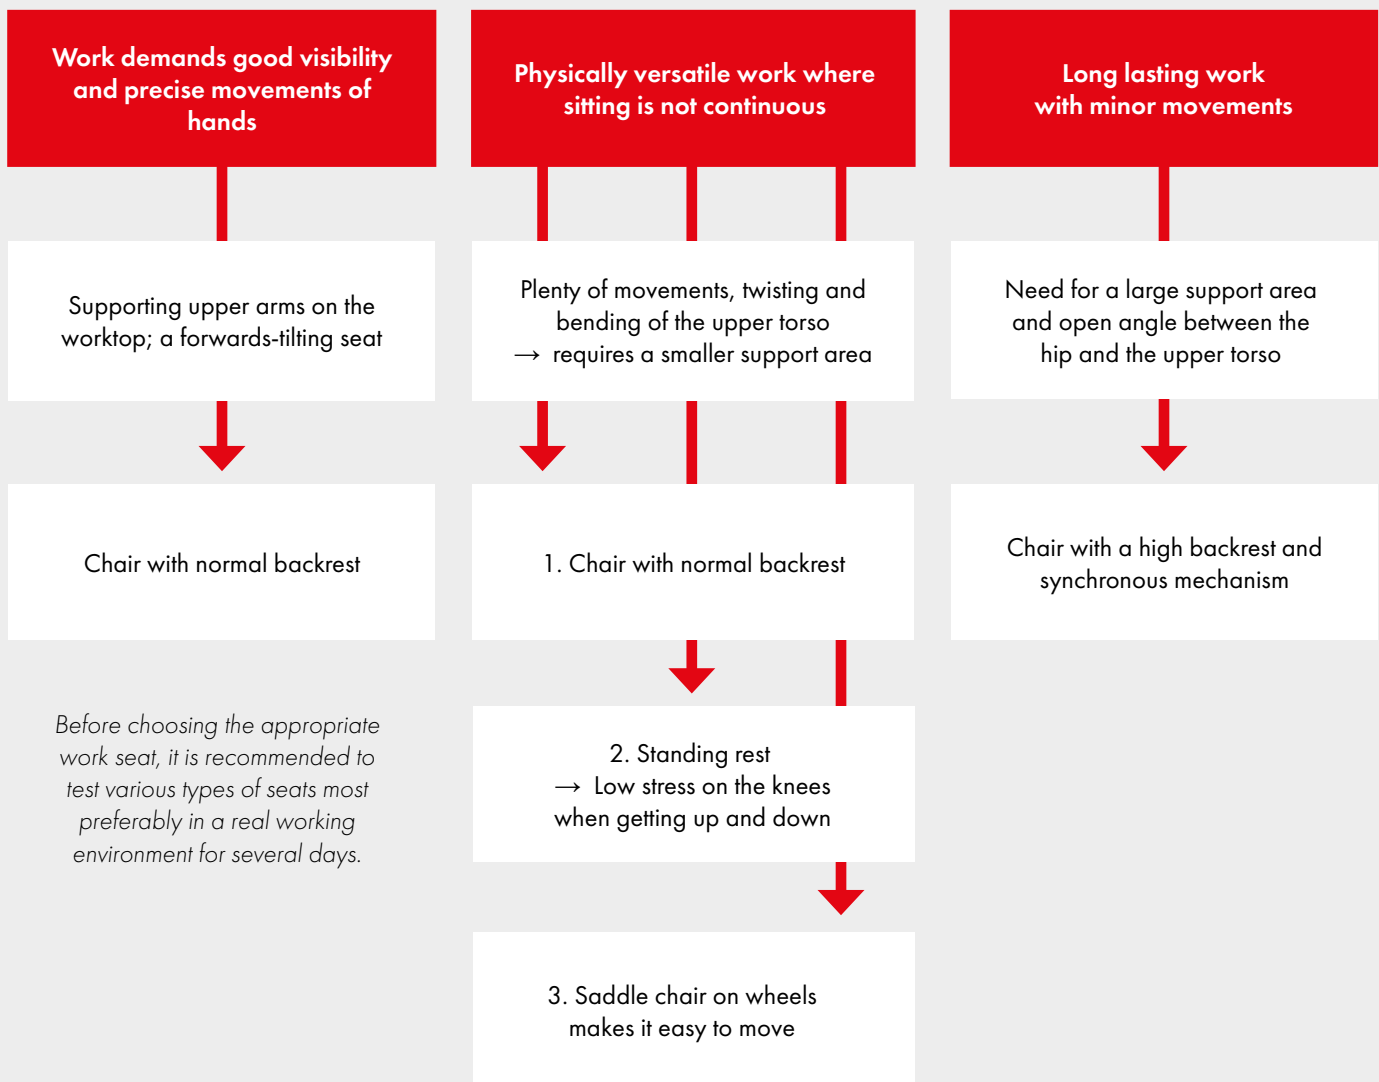 Work demands good visibility
and precise movements of
hands
Supporting upper arms on the
worktop; a forwards-tilting seat
Chair with normal backrest
Before choosing the appropriate
work seat, it is recommended to
test various types of seats most
preferably in a real working
environment for several days.
Physically versatile work where
sitting is not continuous
Plenty of movements, twisting and
bending of the upper torso
→ requires a smaller support area
1. Chair with normal backrest
2. Standing rest
→ Low stress on the knees
when getting up and down
3. Saddle chair on wheels
makes it easy to move
Long lasting work
with minor movements
Need for a large support area
and open angle between the
hip and the upper torso
Chair with a high backrest and
synchronous mechanism